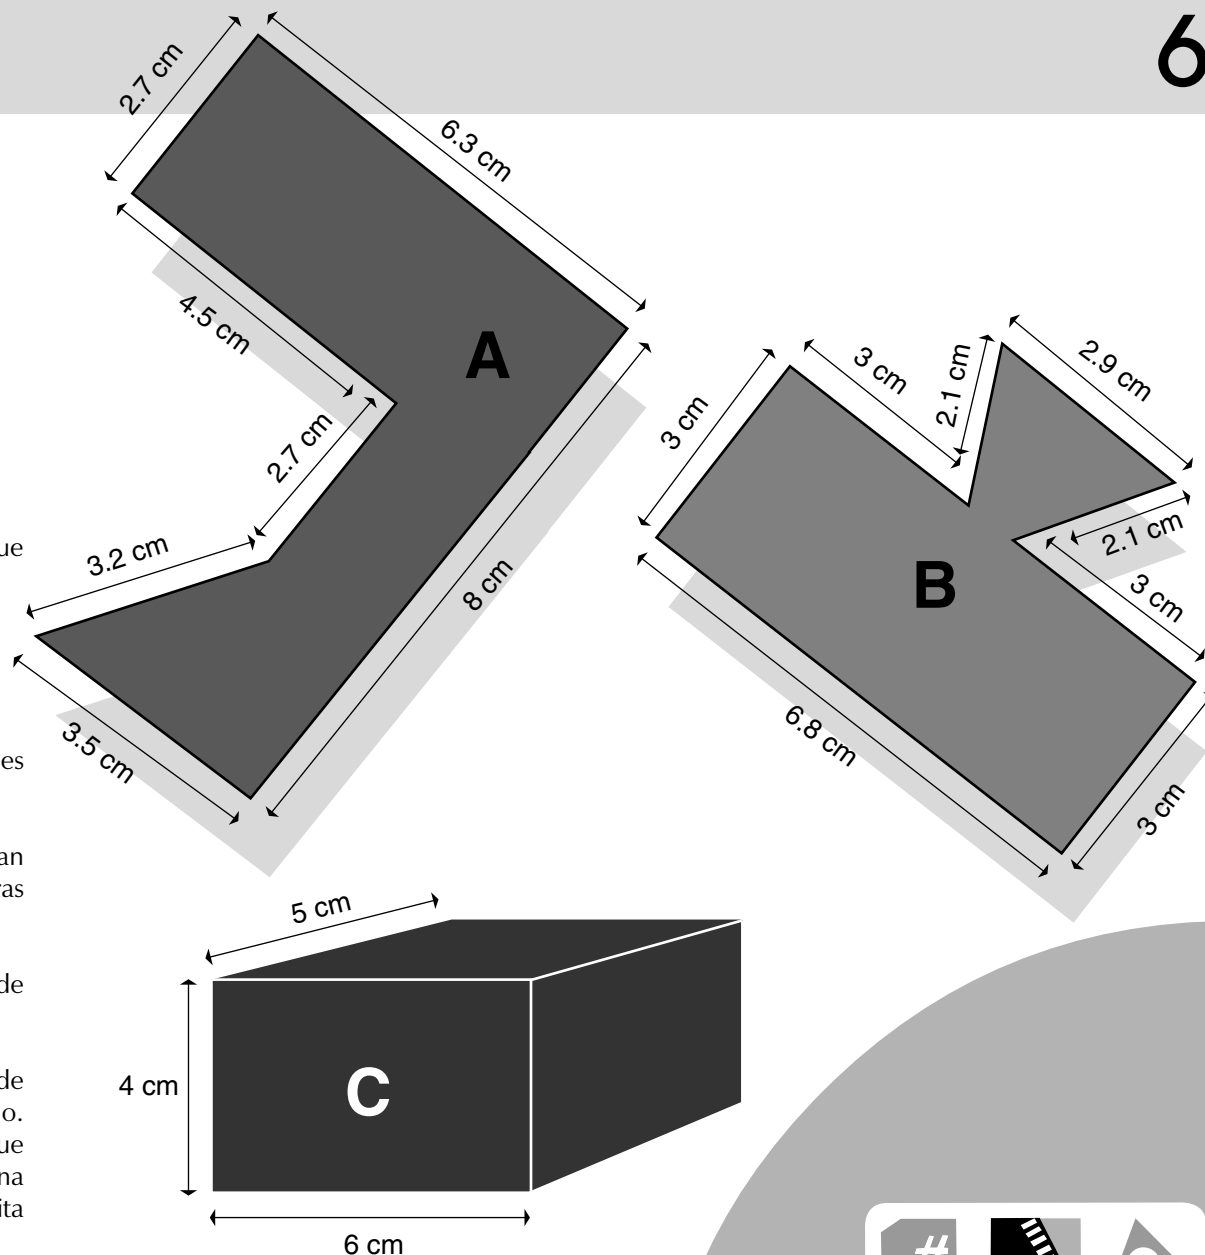 6
2.7 cm
6.3 cm
4.5 cm
A
2.7 cm
3.2 cm
8 cm
3.5 cm
3 cm
3 cm
2.1 cm
2.9 cm
2.1 cm
B
3 cm
6.8 cm
3 cm
ue
es
an
ras
de
de
o.
ue
na
ita
5 cm
4 cm
C
6 cm
#